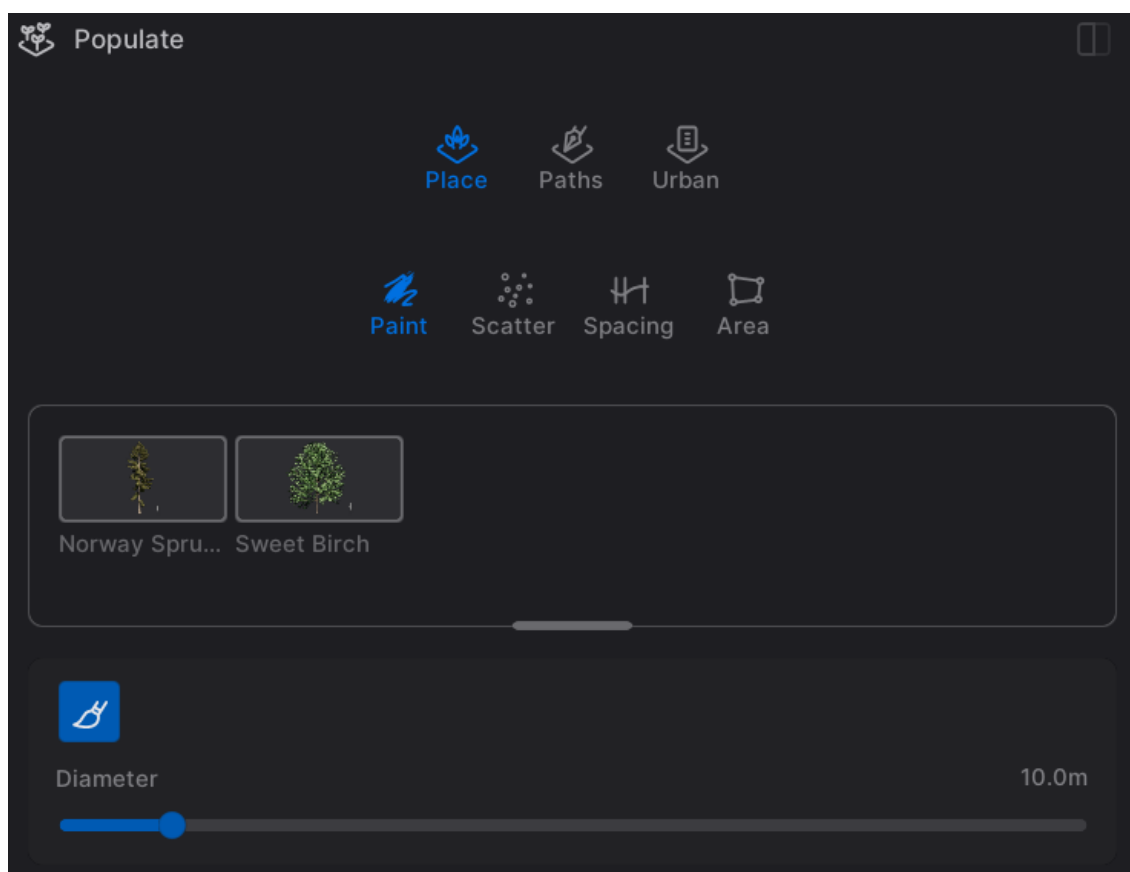 Populate
Place Paths Urban
Paint Scatter Spacing Area
Norway Spru... Sweet Birch
Diameter 10.0m